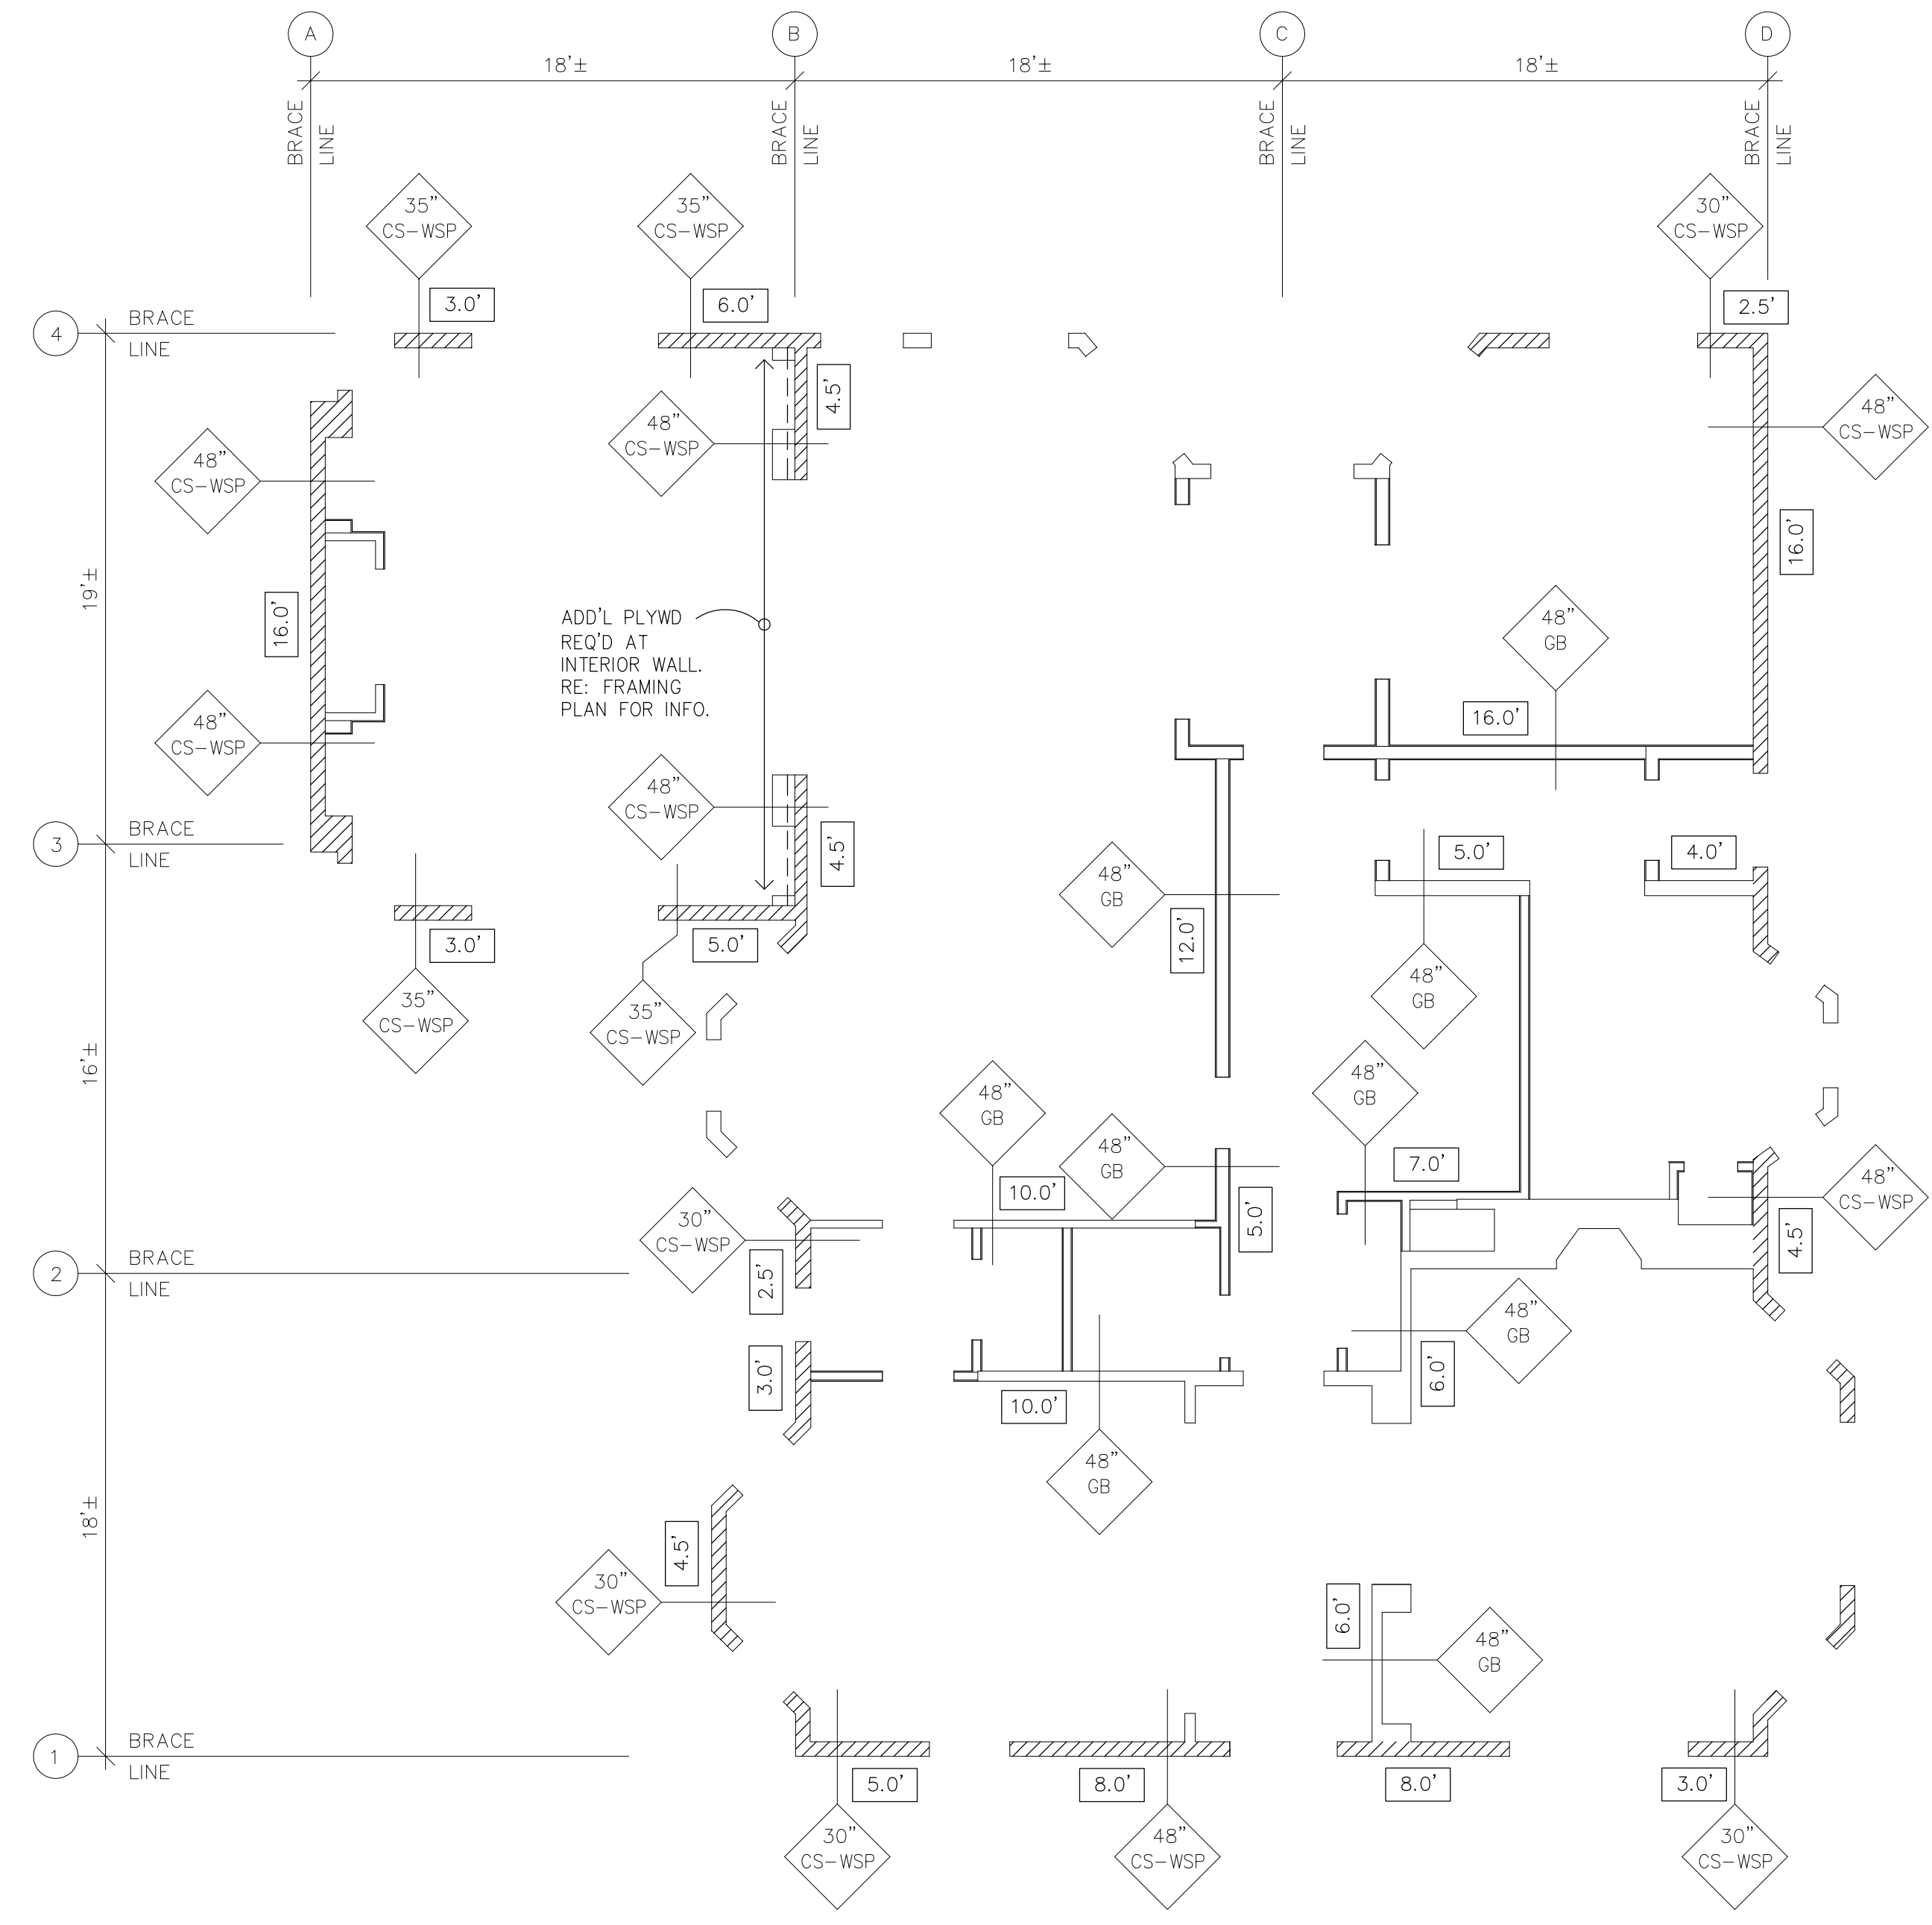 A
B
C
D
18'±
18'±
18'±
BRACE
LINE
BRACE
LINE
BRACE
LINE
BRACE
LINE
35"
CS-WSP
35"
CS-WSP
30"
CS-WSP
3.0'
6.0'
2.5'
4
BRACE
LINE
4.5'
48"
CS-WSP
48"
CS-WSP
48"
CS-WSP
16.0'
19'±
16.0'
ADD'L PLYWD
REQ'D AT
INTERIOR WALL.
RE: FRAMING
PLAN FOR INFO.
48"
GB
16.0'
48"
CS-WSP
48"
CS-WSP
3
BRACE
LINE
4.5'
5.0'
4.0'
48"
GB
12.0'
3.0'
5.0'
48"
GB
35"
CS-WSP
35"
CS-WSP
16'±
48"
GB
48"
GB
48"
GB
7.0'
10.0'
5.0'
48"
CS-WSP
4.5'
30"
CS-WSP
2.5'
2
BRACE
LINE
48"
GB
3.0'
6.0'
10.0'
48"
GB
18'±
4.5'
30"
CS-WSP
6.0'
48"
GB
1
BRACE
LINE
5.0'
8.0'
8.0'
3.0'
30"
CS-WSP
48"
CS-WSP
30"
CS-WSP